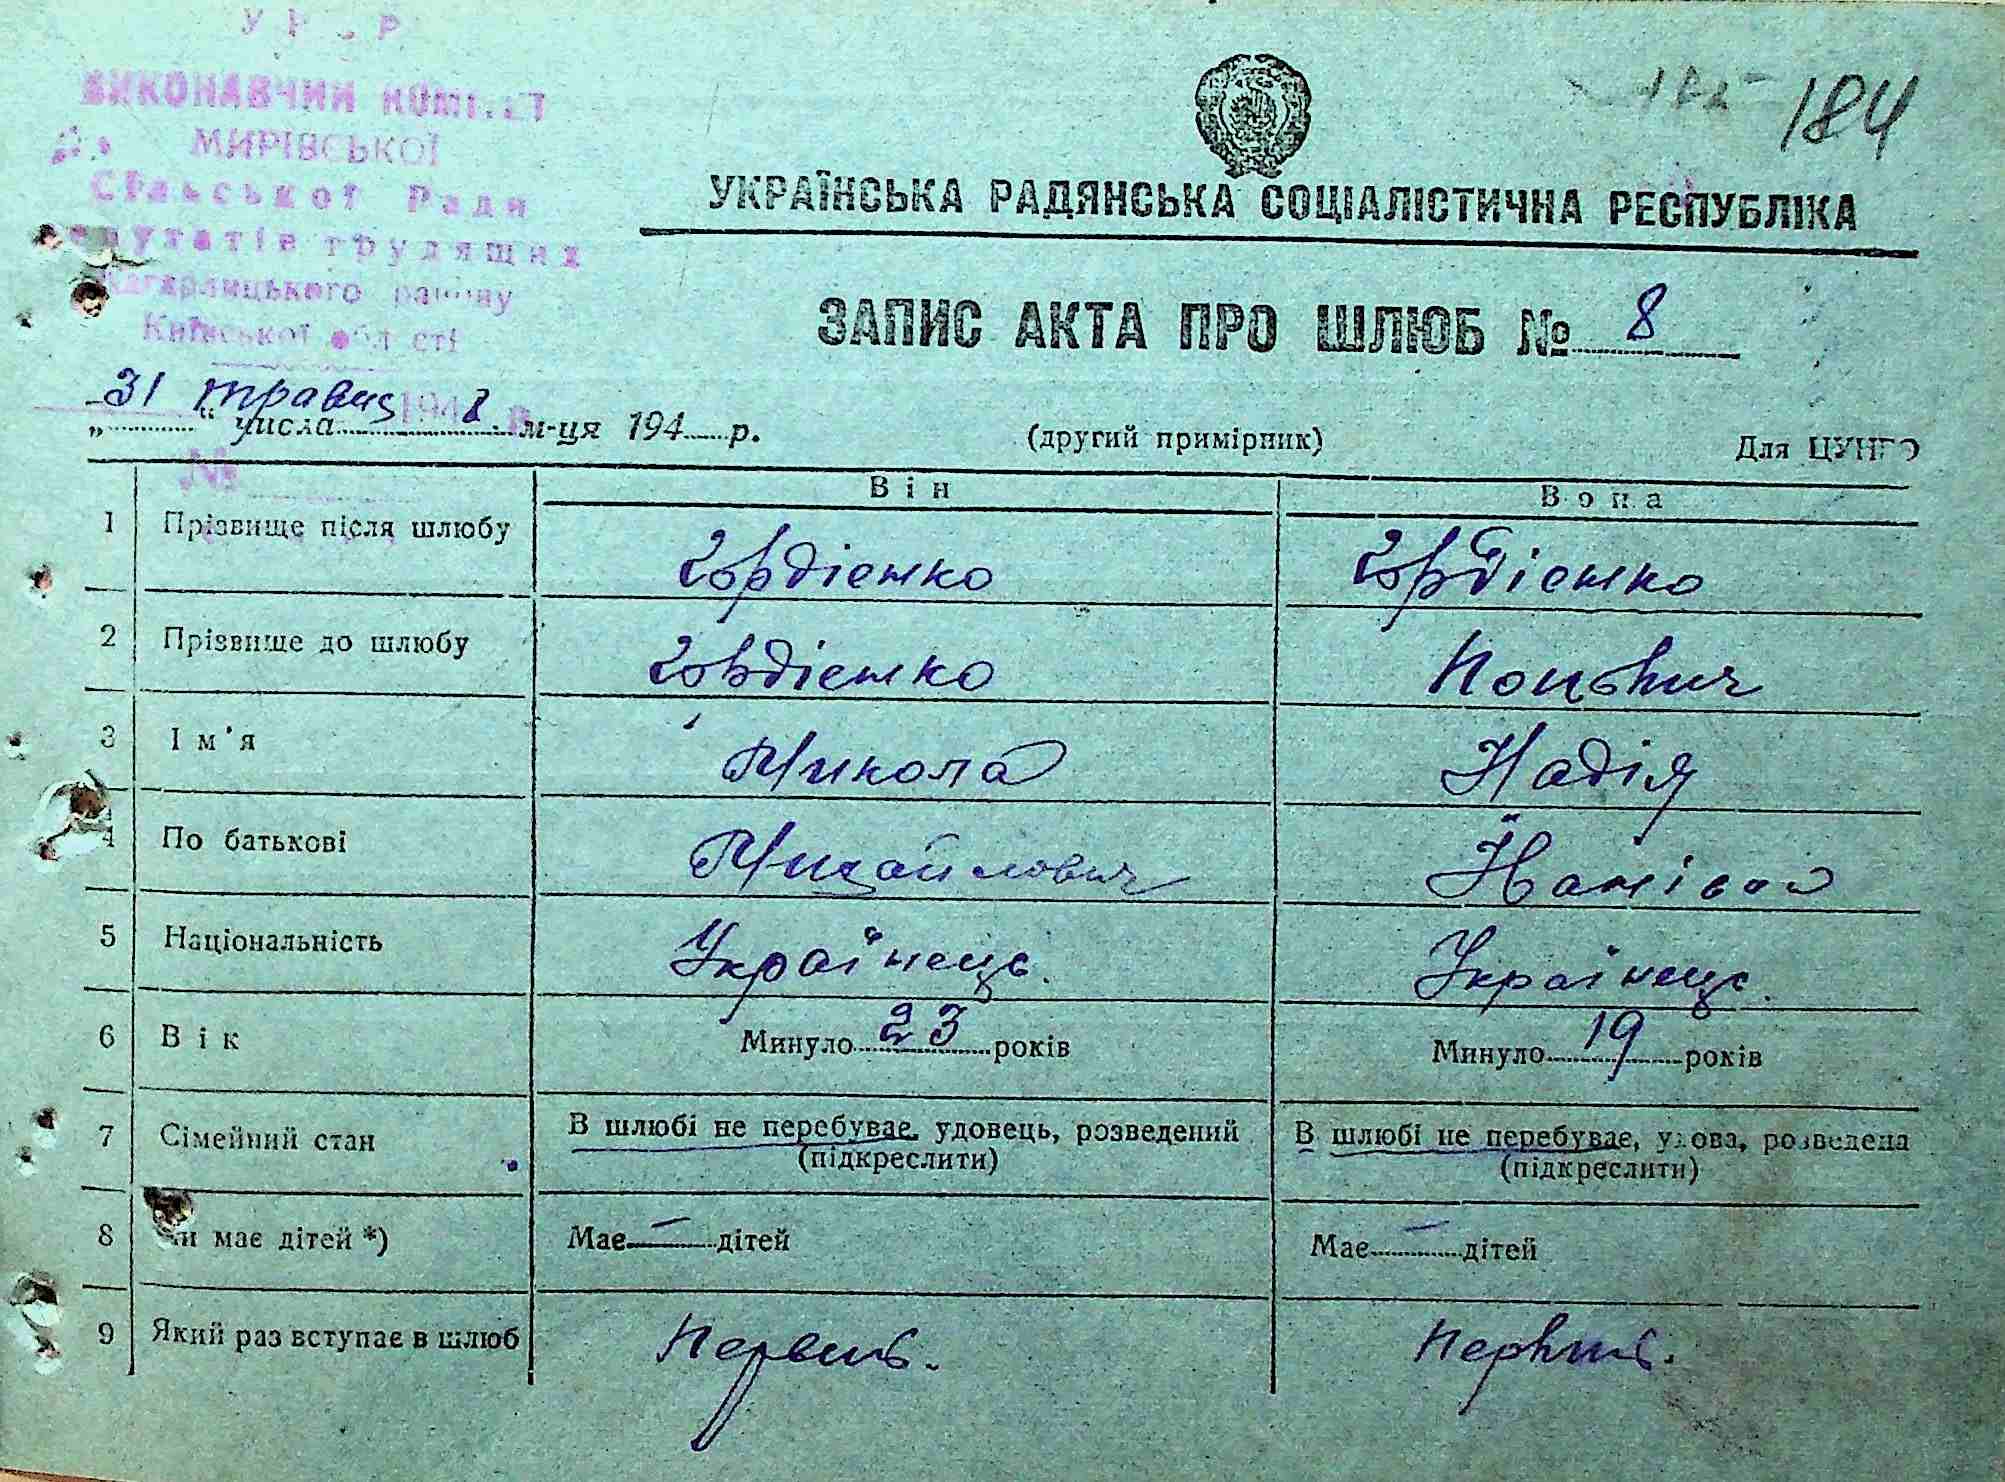 184
ВИКОНАВЧИЙ КОМІТЕТ
МИРІВСЬКОЇ
Сільської Ради
депутатів трудящих
Кагарлицького району
Київської області
УКРАЇНСЬКА РАДЯНСЬКА СОЦІАЛІСТИЧНА РЕСПУБЛІКА
ЗАПИС АКТА ПРО ШЛЮБ № 8
31 травня 1948 р
„ “ числа м-ця 194 р.
(другий примірник) Для ЦУНГО
№
Він Вона
1 Прізвище після шлюбу Гордієнко Гордієнко
2 Прізвище до шлюбу Гордієнко
3 Ім'я Микола Надія
4 По батькові Михайлович
5 Національність Українець. Українець.
6 Вік Минуло 23 років Минуло 19 років
7 Сімейний стан В шлюбі не перебуває, удовець, розведений В шлюбі не перебуває, удова, розведена
(підкреслити) (підкреслити)
8 Чи має дітей *) Має — дітей Має — дітей
9 Який раз вступає в шлюб